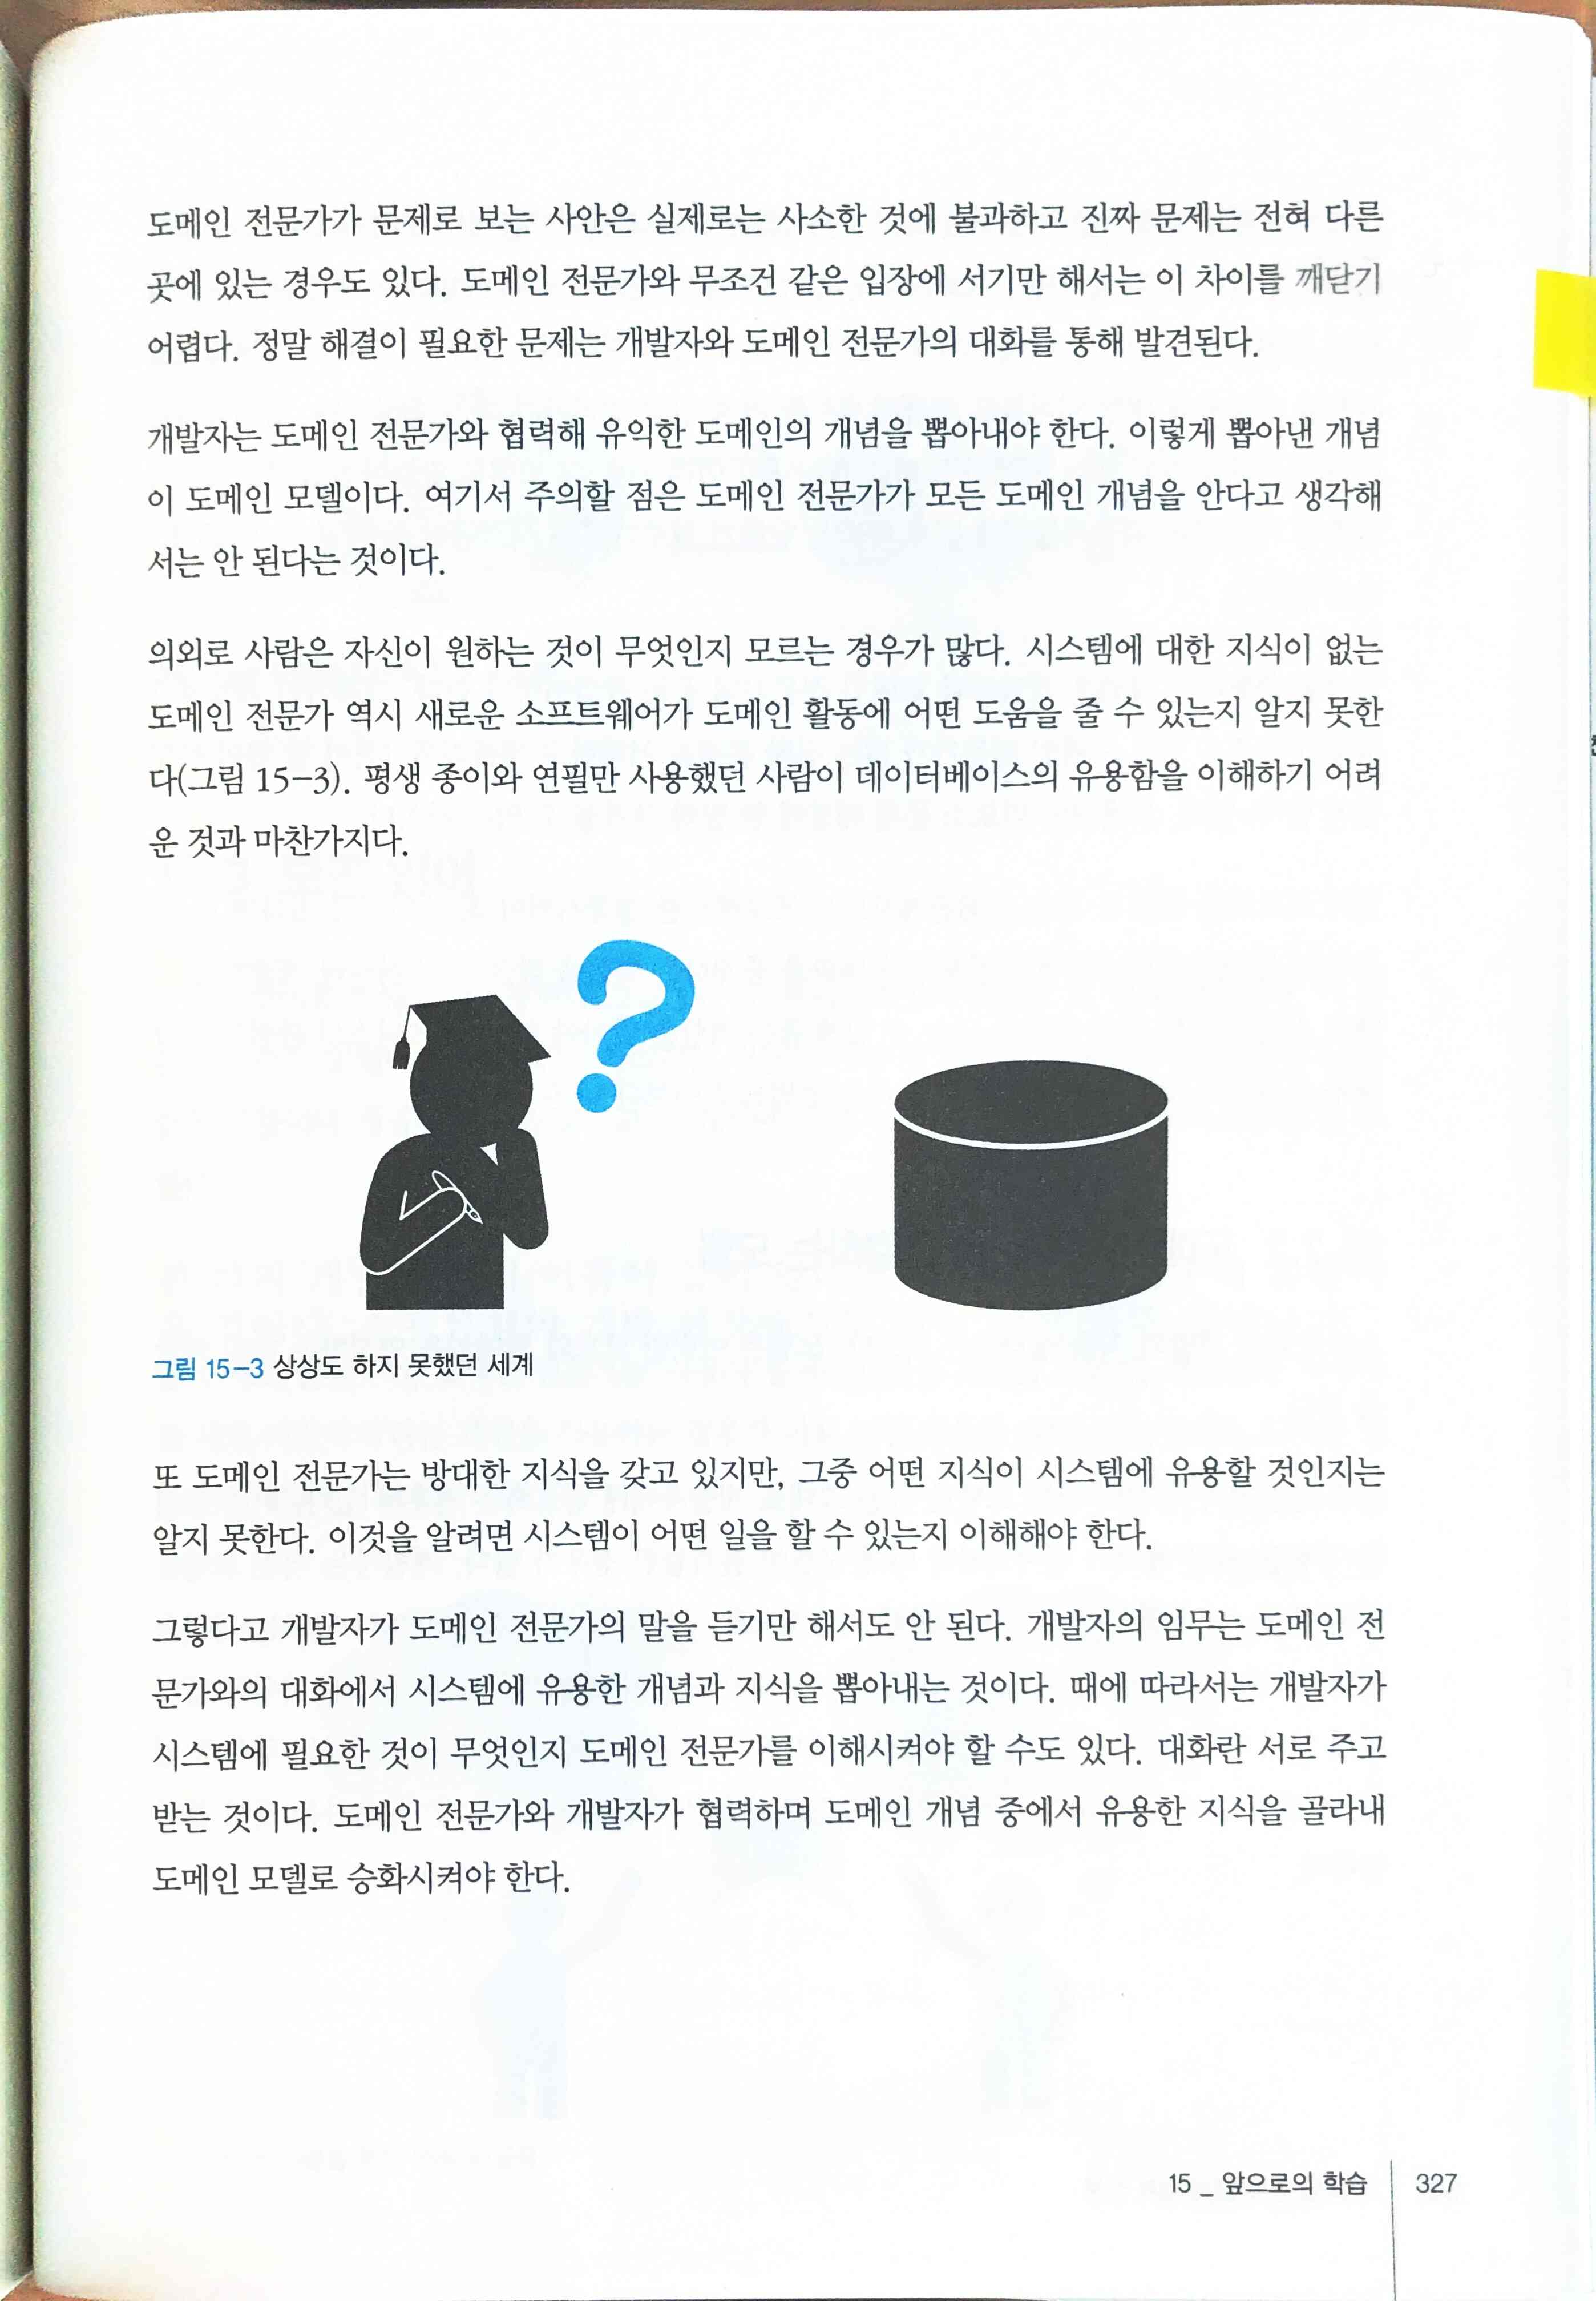 도메인 전문가가 문제로 보는 사안은 실제로는 사소한 것에 불과하고 진짜 문제는 전혀 다른
곳에 있는 경우도 있다. 도메인 전문가와 무조건 같은 입장에 서기만 해서는 이 차이를 깨닫기
어렵다. 정말 해결이 필요한 문제는 개발자와 도메인 전문가의 대화를 통해 발견된다.
개발자는 도메인 전문가와 협력해 유익한 도메인의 개념을 뽑아내야 한다. 이렇게 뽑아낸 개념
이 도메인 모델이다. 여기서 주의할 점은 도메인 전문가가 모든 도메인 개념을 안다고 생각해
서는 안 된다는 것이다.
의외로 사람은 자신이 원하는 것이 무엇인지 모르는 경우가 많다. 시스템에 대한 지식이 없는
도메인 전문가 역시 새로운 소프트웨어가 도메인 활동에 어떤 도움을 줄 수 있는지 알지 못한
다(그림 15-3). 평생 종이와 연필만 사용했던 사람이 데이터베이스의 유용함을 이해하기 어려
운 것과 마찬가지다.
그림 15-3 상상도 하지 못했던 세계
또 도메인 전문가는 방대한 지식을 갖고 있지만, 그중 어떤 지식이 시스템에 유용할 것인지는
알지 못한다. 이것을 알려면 시스템이 어떤 일을 할 수 있는지 이해해야 한다.
그렇다고 개발자가 도메인 전문가의 말을 듣기만 해서도 안 된다. 개발자의 임무는 도메인 전
문가와의 대화에서 시스템에 유용한 개념과 지식을 뽑아내는 것이다. 때에 따라서는 개발자가
시스템에 필요한 것이 무엇인지 도메인 전문가를 이해시켜야 할 수도 있다. 대화란 서로 주고
받는 것이다. 도메인 전문가와 개발자가 협력하며 도메인 개념 중에서 유용한 지식을 골라내
도메인 모델로 승화시켜야 한다.
15 _ 앞으로의 학습 327